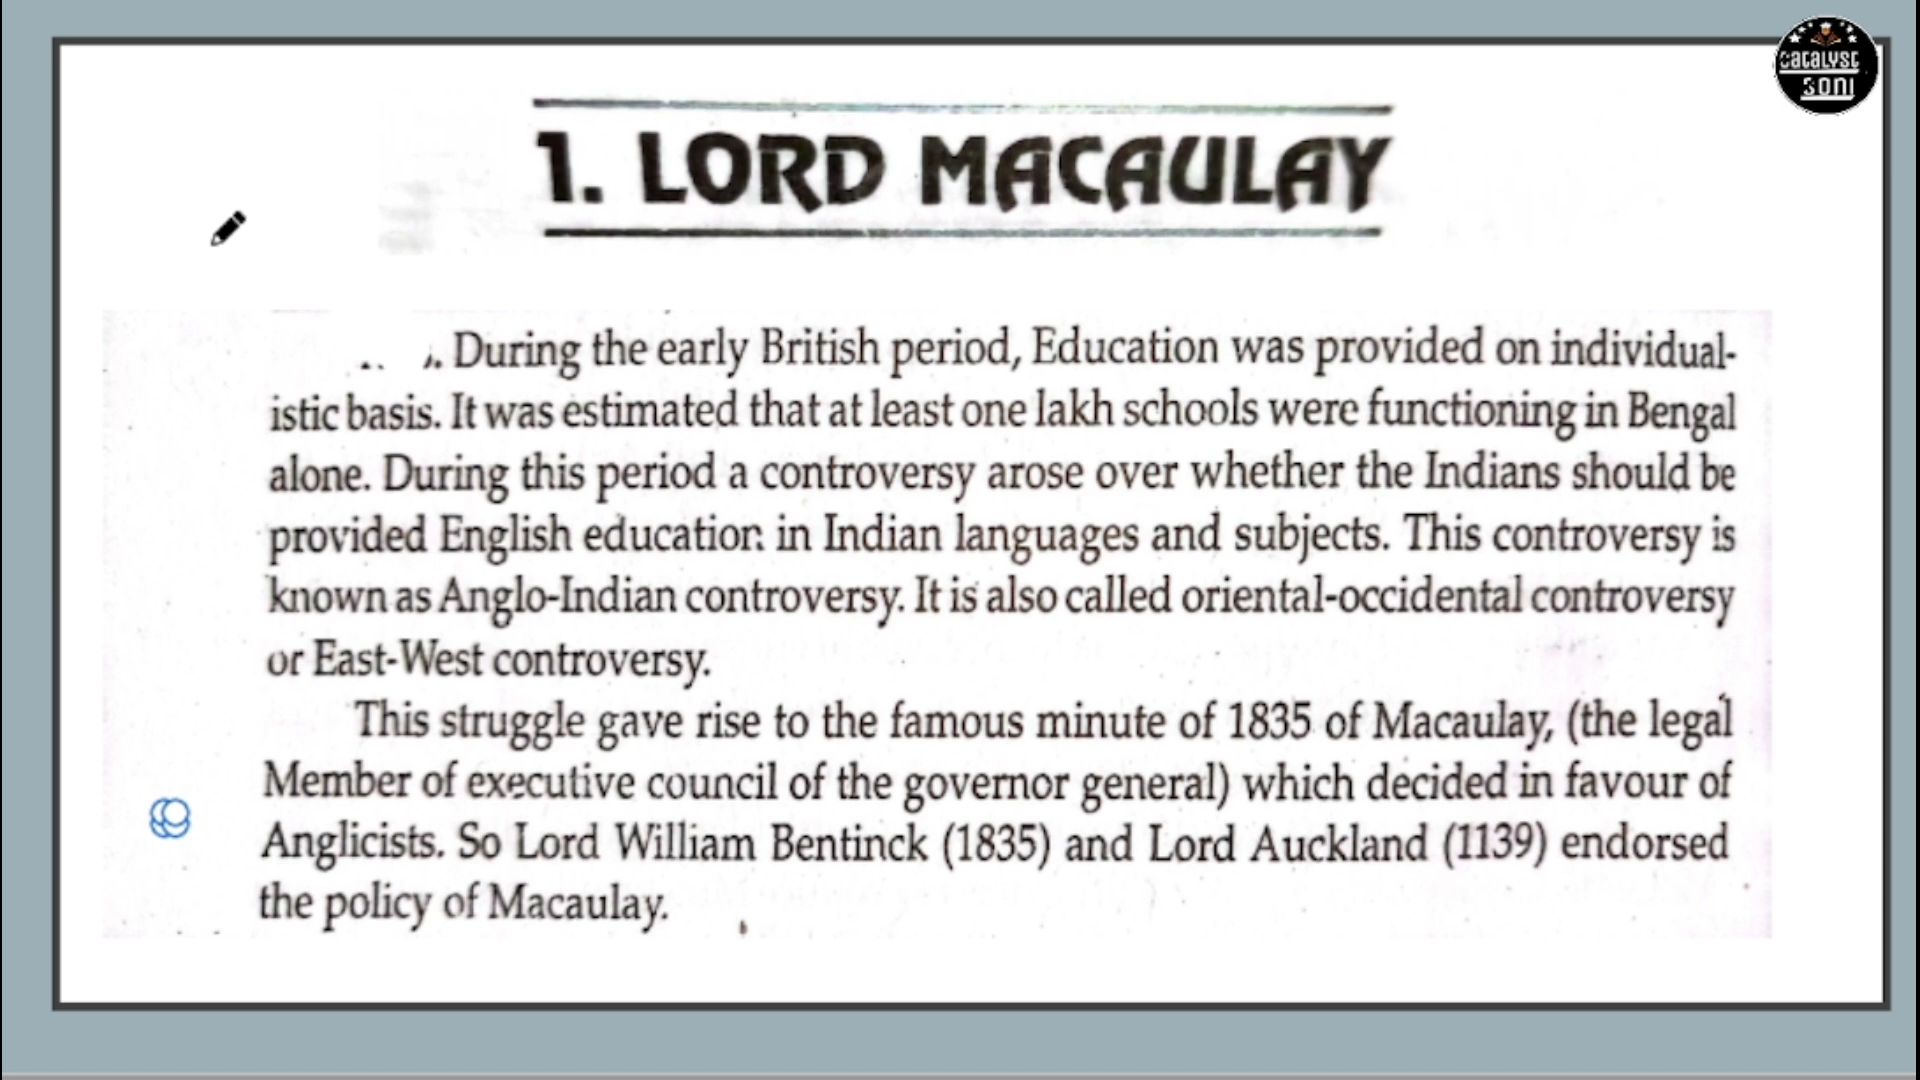 CATALYST
SONI
1. LORD MACAULAY
During the early British period, Education was provided on individual-
istic basis. It was estimated that at least one lakh schools were functioning in Bengal
alone. During this period a controversy arose over whether the Indians should be
provided English education in Indian languages and subjects. This controversy is
known as Anglo-Indian controversy. It is also called oriental-occidental controversy
or East-West controversy.
This struggle gave rise to the famous minute of 1835 of Macaulay, (the legal
Member of executive council of the governor general) which decided in favour of
Anglicists. So Lord William Bentinck (1835) and Lord Auckland (1139) endorsed
the policy of Macaulay.